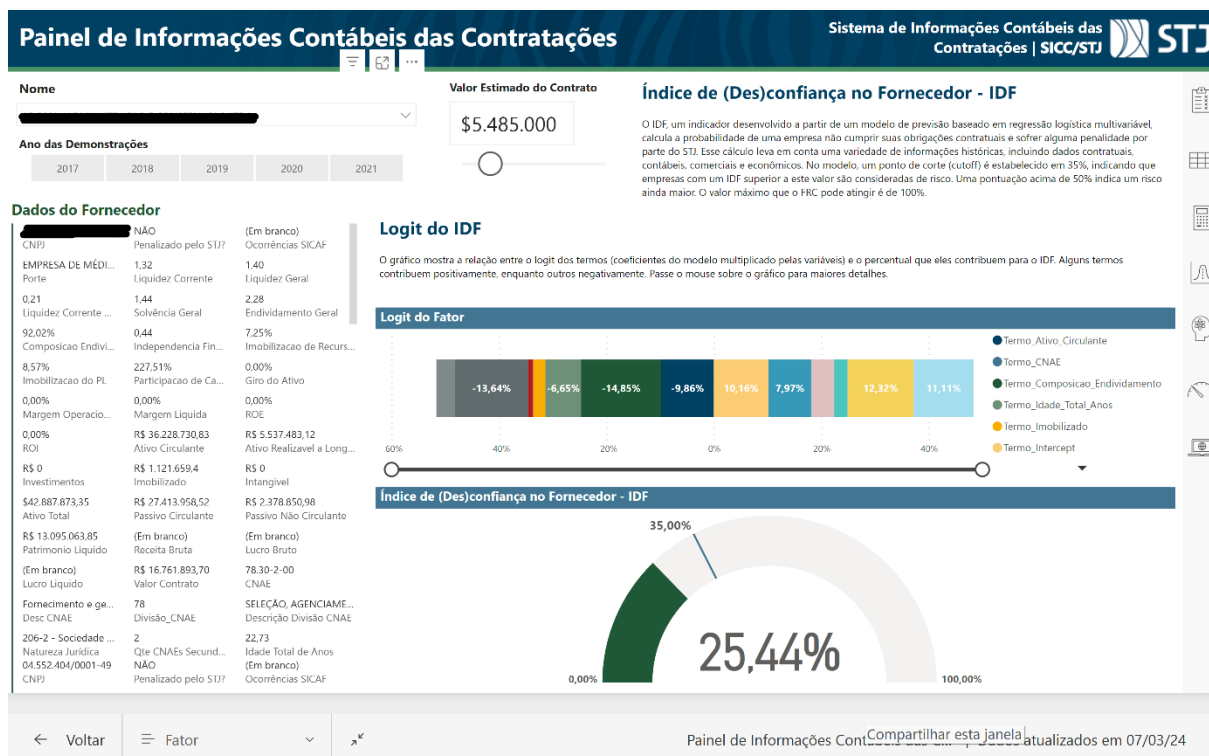 Painel de Informações Contábeis das Contratações
Sistema de Informações Contábeis das
Contratações | SICC/STJ
STJ
Nome
Ano das Demonstrações
2017 2018 2019 2020 2021
Valor Estimado do Contrato
$5.485.000
Índice de (Des)confiança no Fornecedor - IDF
O IDF, um indicador desenvolvido a partir de um modelo de previsão baseado em regressão logística multivariável,
calcula a probabilidade de uma empresa não cumprir suas obrigações contratuais e sofrer alguma penalidade por
parte do STJ. Esse cálculo leva em conta uma variedade de informações históricas, incluindo dados contratuais,
contábeis, comerciais e econômicos. No modelo, um ponto de corte (cutoff) é estabelecido em 35%, indicando que
empresas com um IDF superior a este valor são consideradas de risco. Uma pontuação acima de 50% indica um risco
ainda maior. O valor máximo que o FRC pode atingir é de 100%.
Dados do Fornecedor
NÃO (Em branco)
CNPJ Penalizado pelo STJ? Ocorrências SICAF
EMPRESA DE MÉDI... 1,32 1,40
Porte Liquidez Corrente Liquidez Geral
0,21 1,44 2,28
Liquidez Corrente ... Solvência Geral Endividamento Geral
92,02% 0,44 7,25%
Composicao Endivi... Independencia Fin... Imobilizacao de Recurs...
8,57% 227,51% 0,00%
Imobilizacao do PL Participacao de Ca... Giro do Ativo
0,00% 0,00% 0,00%
Margem Operacio... Margem Liquida ROE
0,00% R$ 36.228.730,83 R$ 5.537.483,12
ROI Ativo Circulante Ativo Realizavel a Long...
R$ 0 R$ 1.121.659,4 R$ 0
Investimentos Imobilizado Intangivel
$42.887.873,35 R$ 27.413.958,52 R$ 2.378.850,98
Ativo Total Passivo Circulante Passivo Não Circulante
R$ 13.095.063,85 (Em branco) (Em branco)
Patrimonio Liquido Receita Bruta Lucro Bruto
(Em branco) R$ 16.761.893,70 78.30-2-00
Lucro Liquido Valor Contrato CNAE
Fornecimento e ge... 78 SELEÇÃO, AGENCIAME...
Desc CNAE Divisão_CNAE Descrição Divisão CNAE
206-2 - Sociedade ... 2 22,73
Natureza Jurídica Qte CNAEs Secund... Idade Total de Anos
04.552.404/0001-49 NÃO (Em branco)
CNPJ Penalizado pelo STJ? Ocorrências SICAF
Logit do IDF
O gráfico mostra a relação entre o logit dos termos (coeficientes do modelo multiplicado pelas variáveis) e o percentual que eles contribuem para o IDF. Alguns termos
contribuem positivamente, enquanto outros negativamente. Passe o mouse sobre o gráfico para maiores detalhes.
Logit do Fator
-13,64% -6,65% -14,85% -9,86% 10,16% 7,97% 12,32% 11,11%
60% 40% 20% 0% 20% 40%
Termo_Ativo_Circulante
Termo_CNAE
Termo_Composicao_Endividamento
Termo_Idade_Total_Anos
Termo_Imobilizado
Termo_Intercept
Índice de (Des)confiança no Fornecedor - IDF
35,00%
25,44%
0,00% 100,00%
Voltar Fator
Painel de Informações Contábeis das C...
Compartilhar esta janela
Dados atualizados em 07/03/24